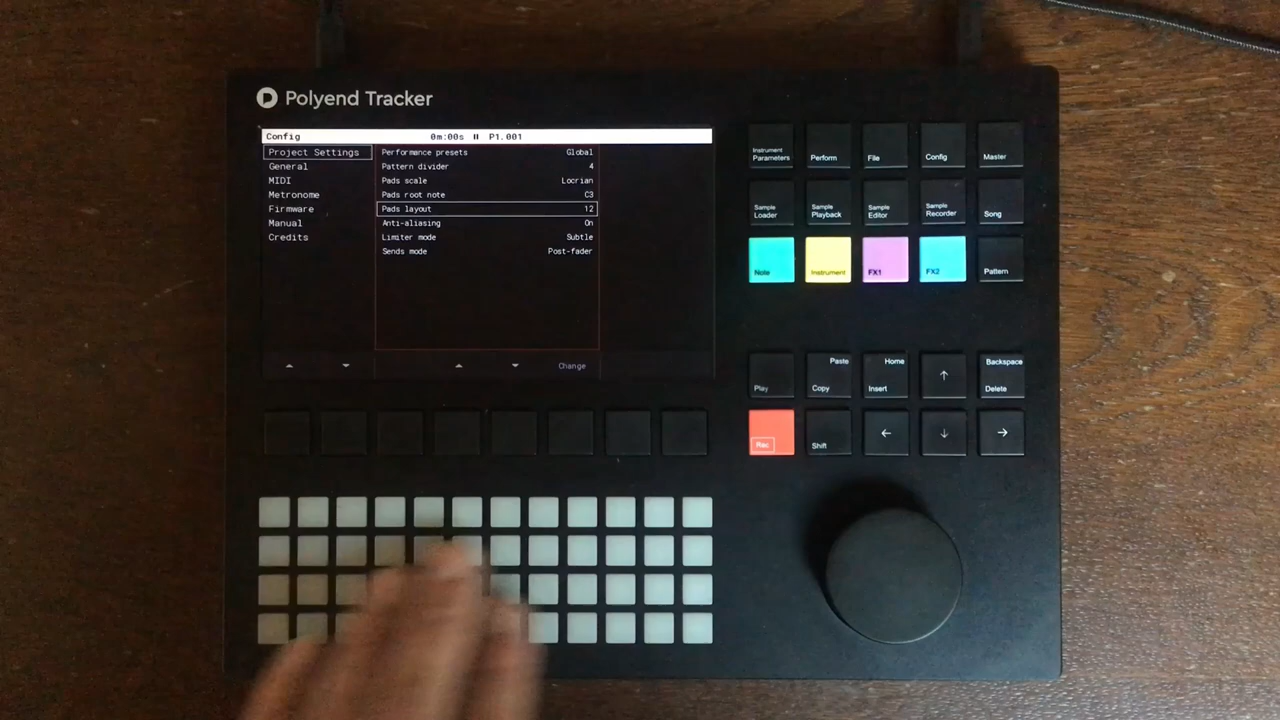 Polyend Tracker
Config 0m:00s P1.001
Project Settings
General
MIDI
Metronome
Firmware
Manual
Credits
Performance presets Global
Pattern divider 4
Pads scale Locrian
Pads root note C3
Pads layout 12
Anti-aliasing On
Limiter mode Subtle
Sends mode Post-fader
Change
Instrument Parameters
Perform
File
Config
Master
Sample Loader
Sample Playback
Sample Editor
Sample Recorder
Song
Note
Instrument
FX1
FX2
Pattern
Play
Paste
Copy
Home
Insert
Backspace
Delete
Rec
Shift